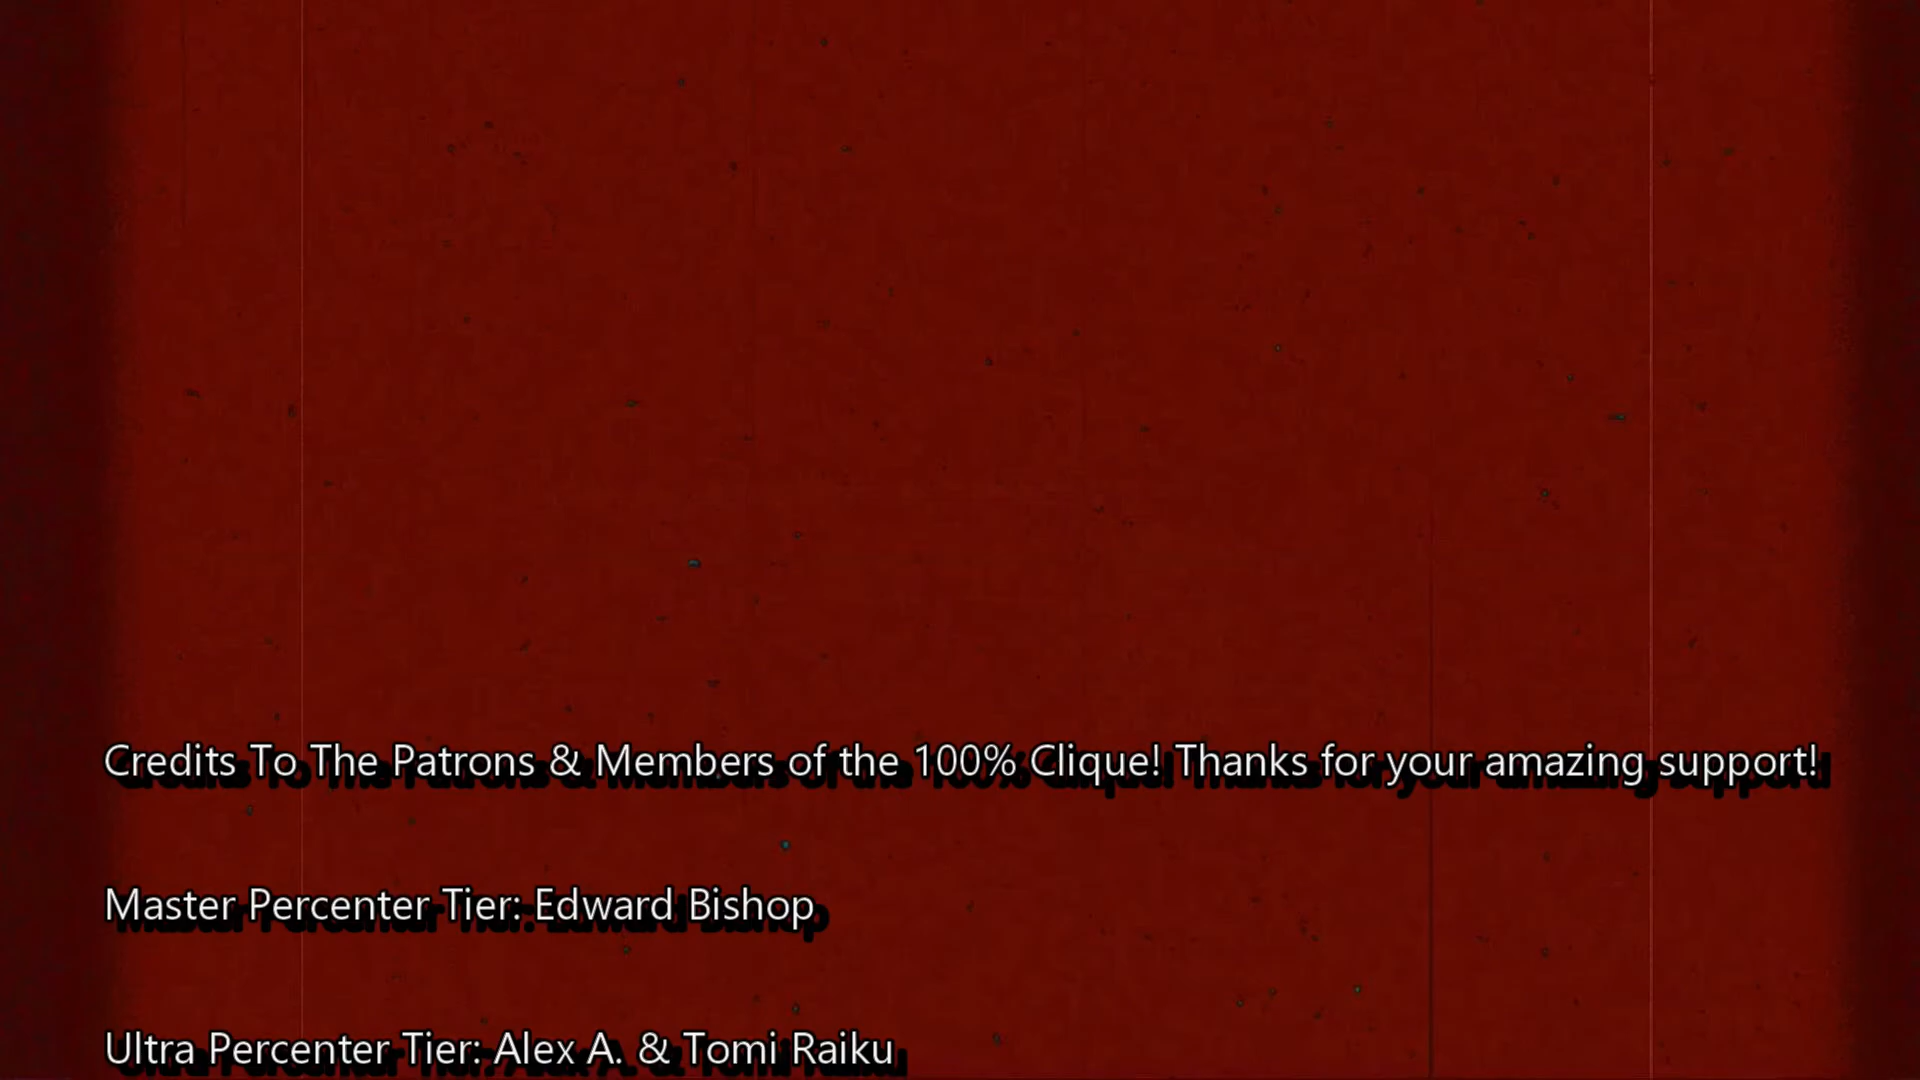 Credits To The Patrons & Members of the 100% Clique! Thanks for your amazing support!
Master Percenter Tier: Edward Bishop
Ultra Percenter Tier: Alex A. & Tomi Raiku